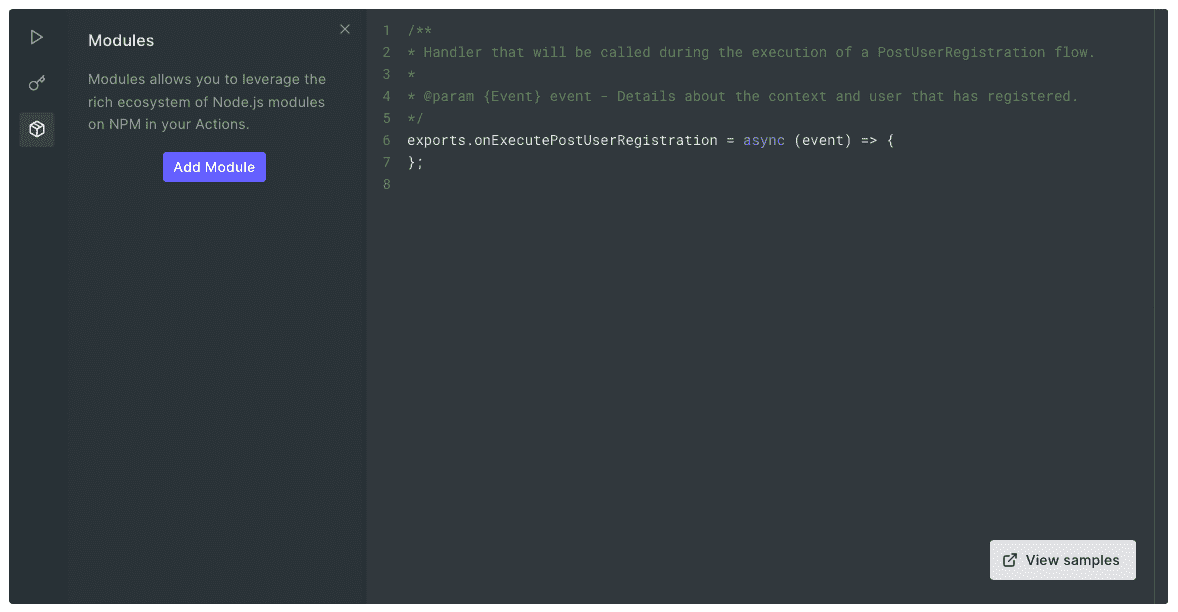 Modules
Modules allows you to leverage the
rich ecosystem of Node.js modules
on NPM in your Actions.
Add Module
1 /**
2 * Handler that will be called during the execution of a PostUserRegistration flow.
3 *
4 * @param {Event} event - Details about the context and user that has registered.
5 */
6 exports.onExecutePostUserRegistration = async (event) => {
7 };
8
View samples